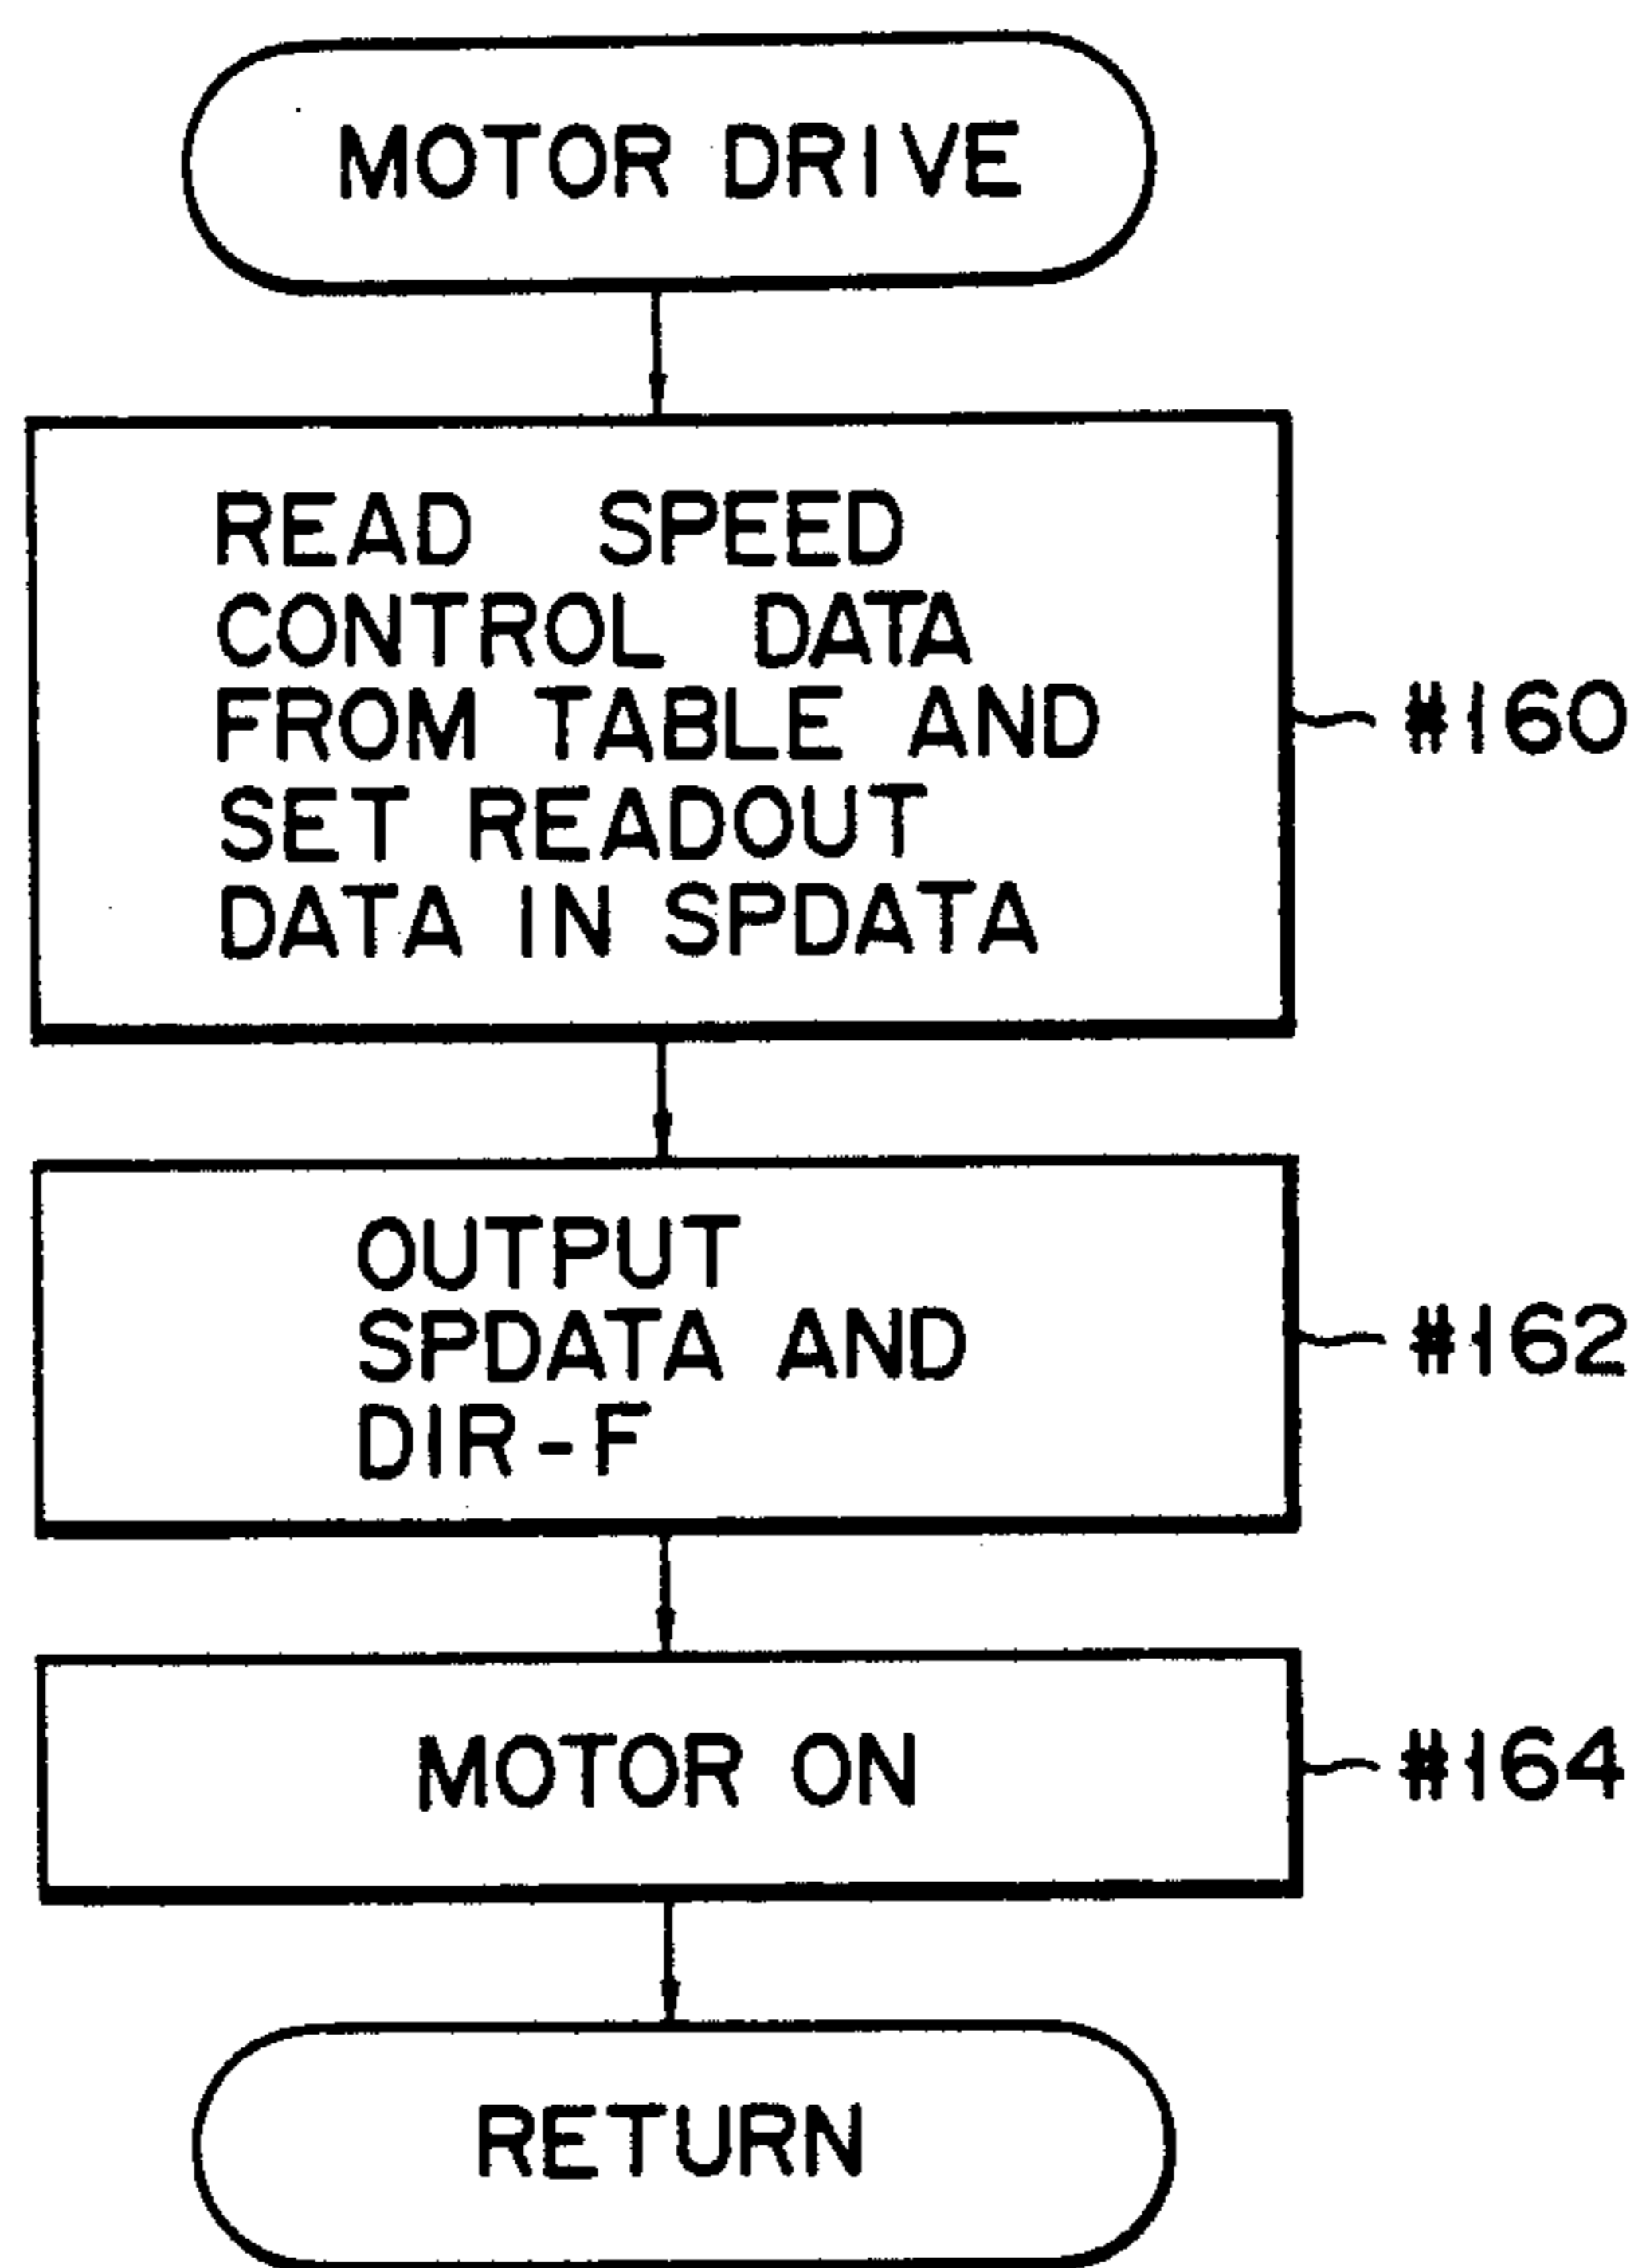 MOTOR DRIVE
READ SPEED
CONTROL DATA
FROM TABLE AND
SET READOUT
DATA IN SPDATA
#160
OUTPUT
SPDATA AND
DIR-F
#162
MOTOR ON
#164
RETURN